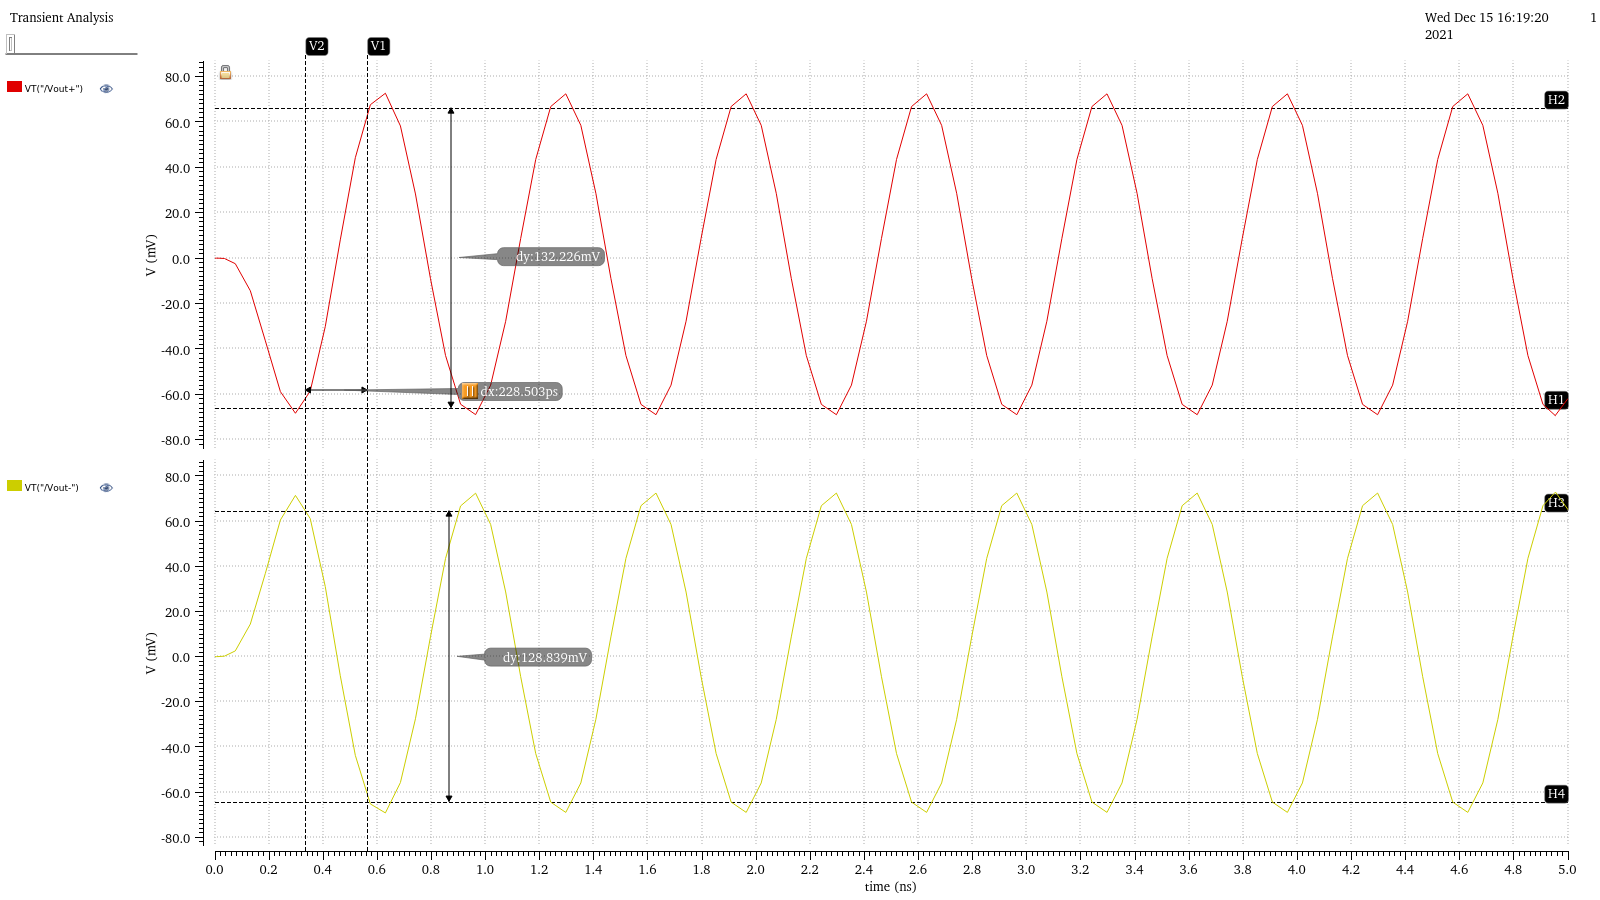 Transient Analysis
Wed Dec 15 16:19:20 1
2021
V2 V1
VT("/Vout+")
80.0
60.0
40.0
20.0
0.0
-20.0
-40.0
-60.0
-80.0
V (mV)
H2
dy:132.226mV
dx:228.503ps
H1
VT("/Vout-")
80.0
60.0
40.0
20.0
0.0
-20.0
-40.0
-60.0
-80.0
V (mV)
H3
dy:128.839mV
H4
0.0 0.2 0.4 0.6 0.8 1.0 1.2 1.4 1.6 1.8 2.0 2.2 2.4 2.6 2.8 3.0 3.2 3.4 3.6 3.8 4.0 4.2 4.4 4.6 4.8 5.0
time (ns)